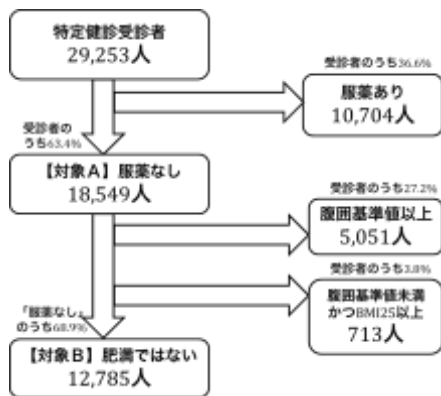 特定健診受診者
29,253人
受診者のうち36.6%
服薬あり
10,704人
受診者の
うち63.4%
【対象A】服薬なし
18,549人
受診者のうち27.2%
腹囲基準値以上
5,051人
受診者のうち3.8%
腹囲基準値未満
かつBMI25以上
713人
「服薬なし」
のうち68.9%
【対象B】肥満ではない
12,785人